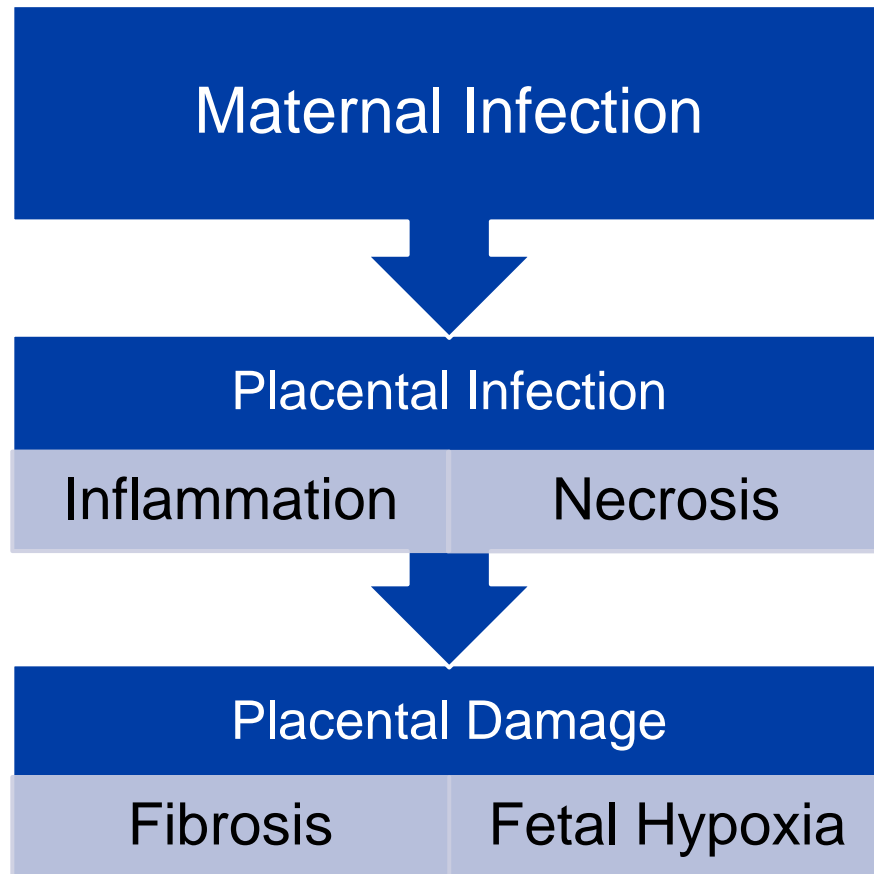 Maternal Infection
Placental Infection
Inflammation
Necrosis
Placental Damage
Fibrosis
Fetal Hypoxia